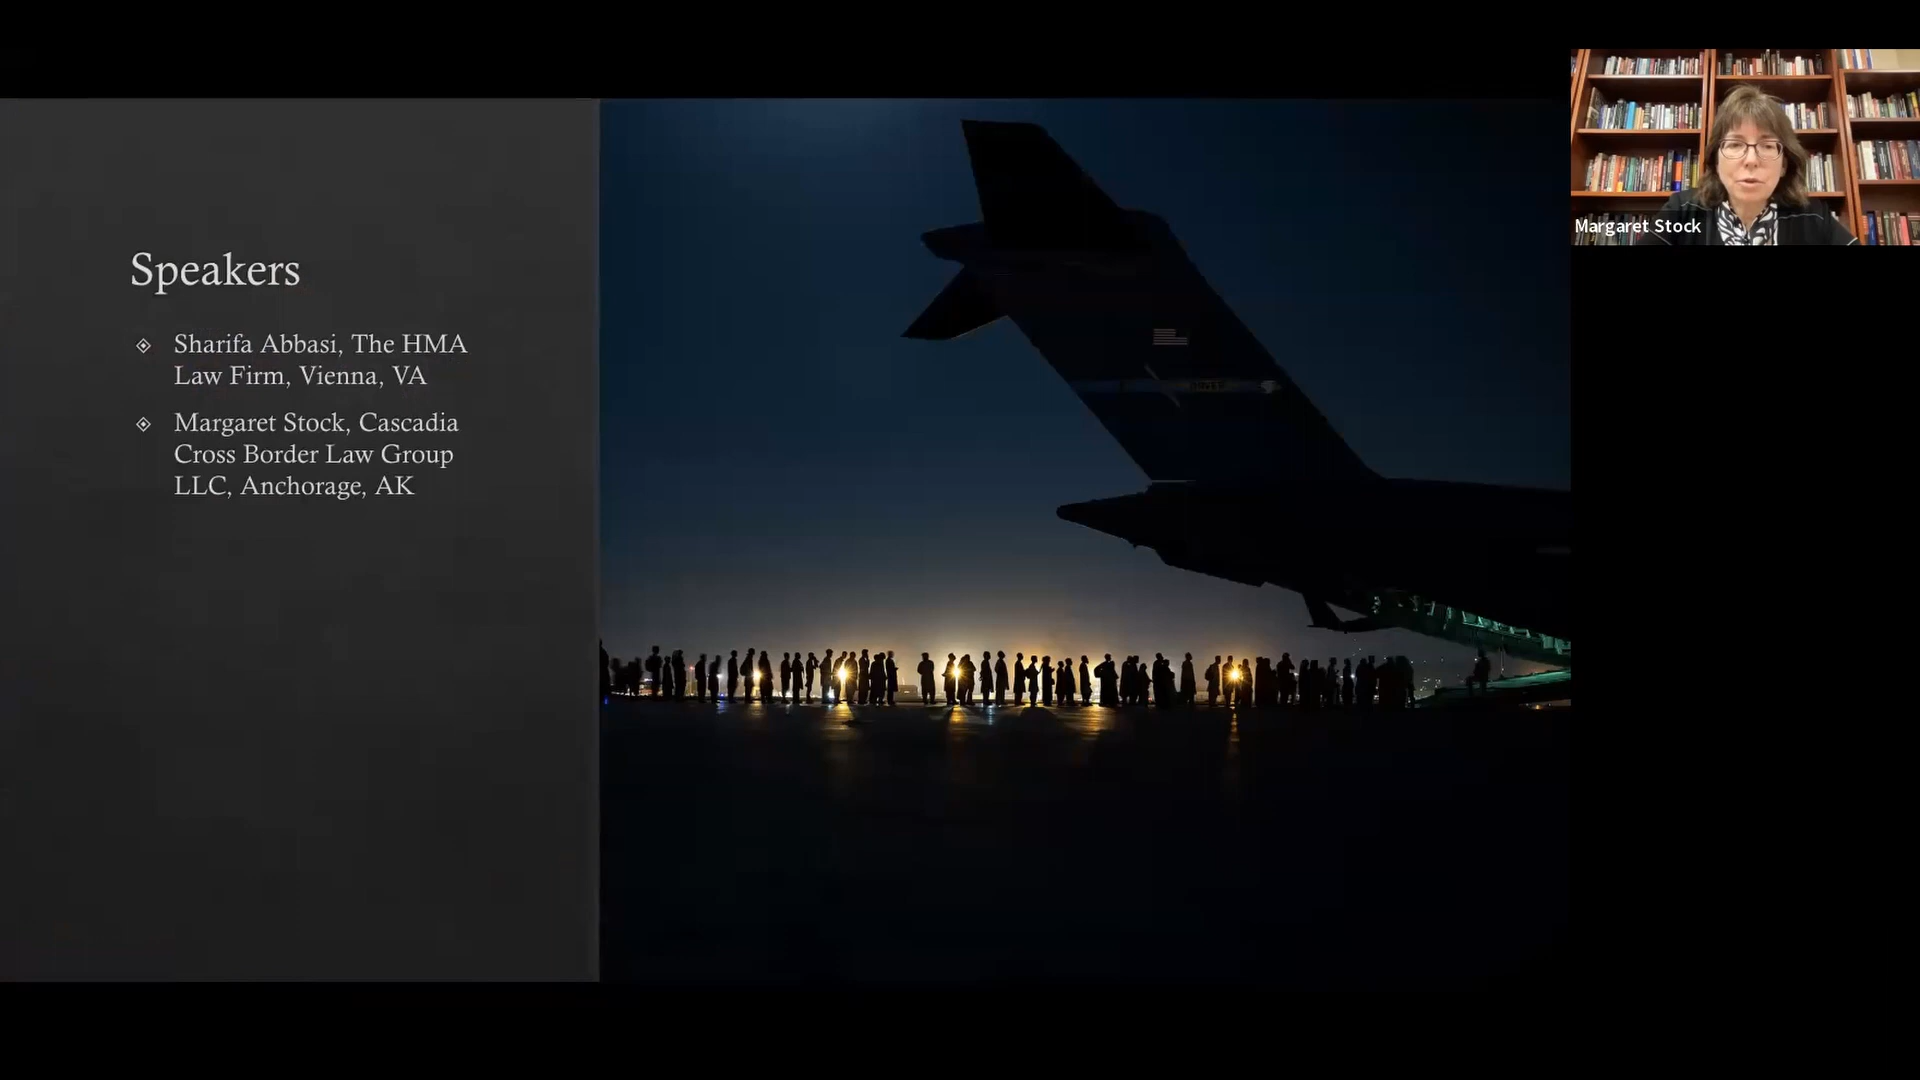 Speakers
Sharifa Abbasi, The HMA
Law Firm, Vienna, VA
Margaret Stock, Cascadia
Cross Border Law Group
LLC, Anchorage, AK
Margaret Stock